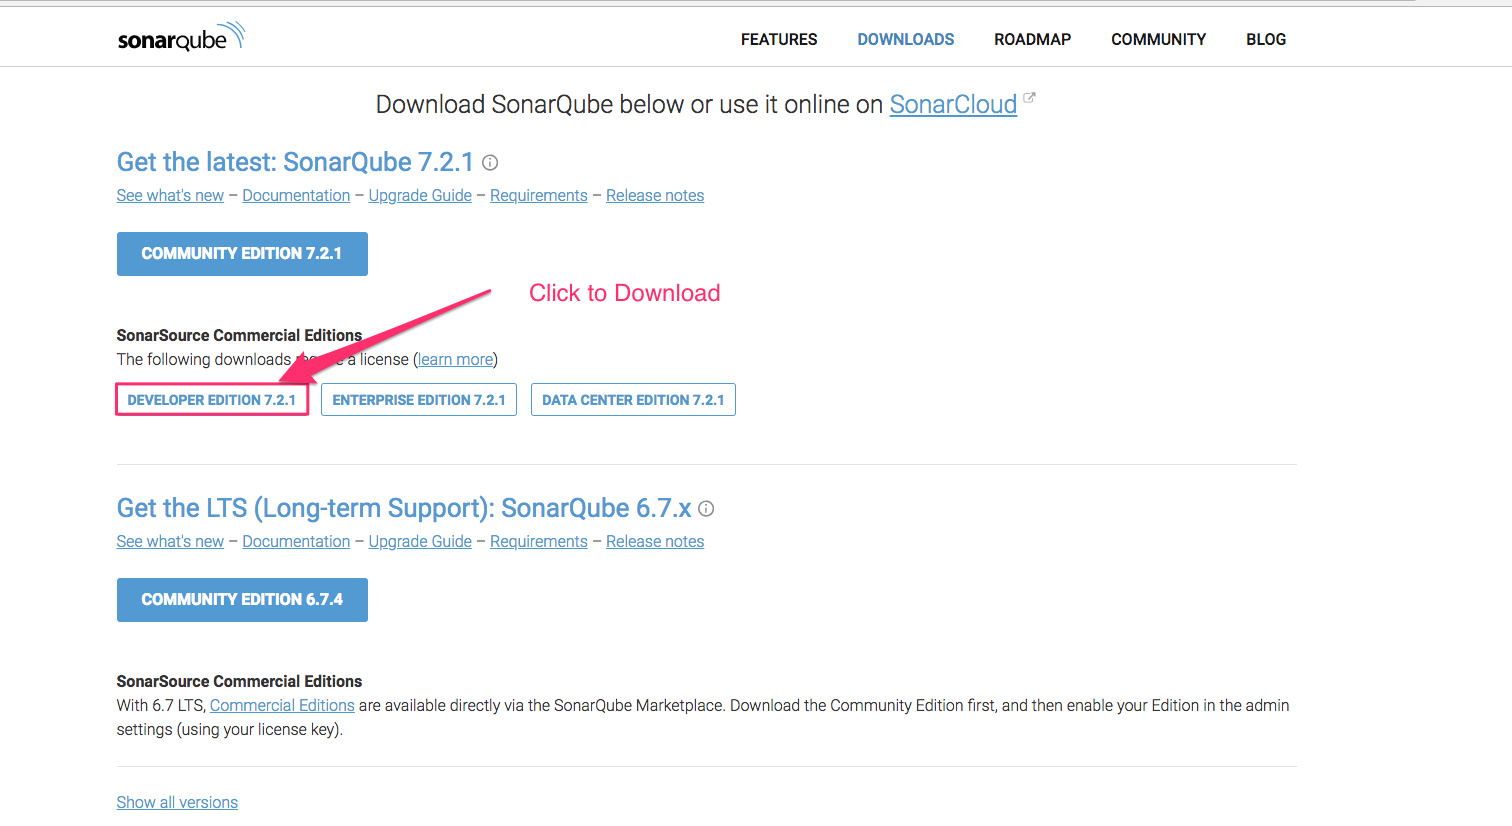 sonarqube
FEATURES DOWNLOADS ROADMAP COMMUNITY BLOG
Download SonarQube below or use it online on SonarCloud
Get the latest: SonarQube 7.2.1
See what's new – Documentation – Upgrade Guide – Requirements – Release notes
COMMUNITY EDITION 7.2.1
Click to Download
SonarSource Commercial Editions
The following downloads a license (learn more)
DEVELOPER EDITION 7.2.1 ENTERPRISE EDITION 7.2.1 DATA CENTER EDITION 7.2.1
Get the LTS (Long-term Support): SonarQube 6.7.x
See what's new – Documentation – Upgrade Guide – Requirements – Release notes
COMMUNITY EDITION 6.7.4
SonarSource Commercial Editions
With 6.7 LTS, Commercial Editions are available directly via the SonarQube Marketplace. Download the Community Edition first, and then enable your Edition in the admin
settings (using your license key).
Show all versions